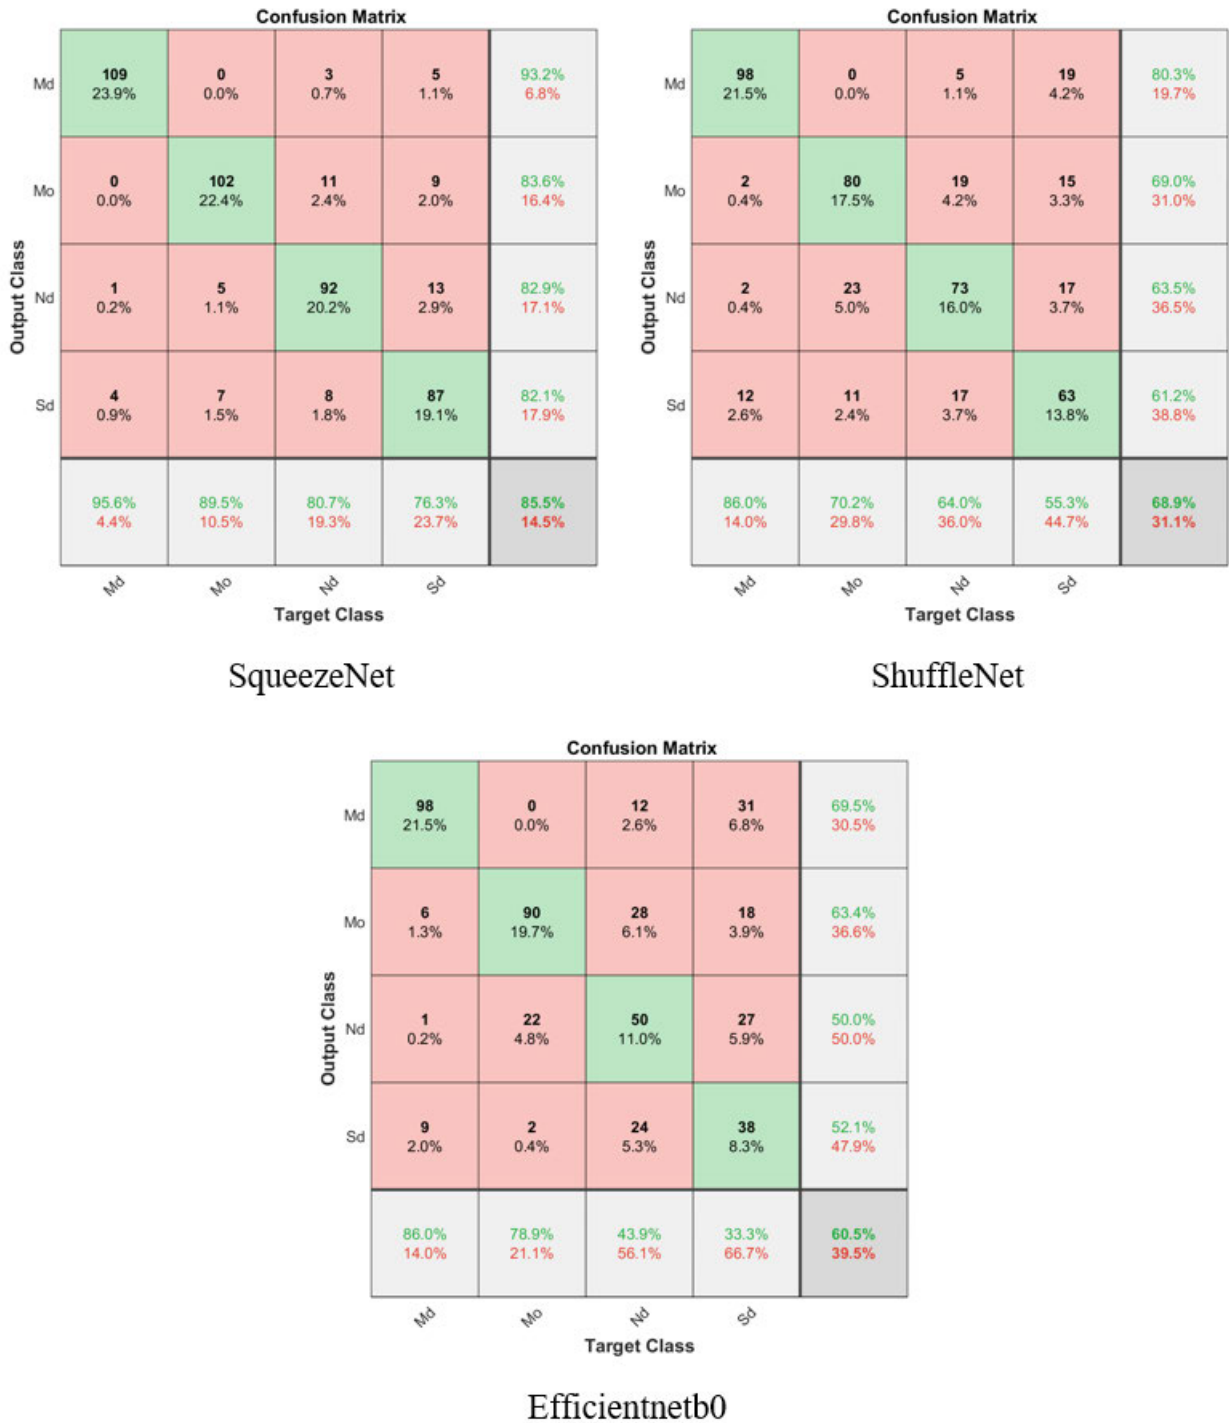 Confusion Matrix
Md
109 0 3 5 93.2%
23.9% 0.0% 0.7% 1.1% 6.8%
Mo
0 102 11 9 83.6%
0.0% 22.4% 2.4% 2.0% 16.4%
Nd
1 5 92 13 82.9%
0.2% 1.1% 20.2% 2.9% 17.1%
Sd
4 7 8 87 82.1%
0.9% 1.5% 1.8% 19.1% 17.9%
95.6% 89.5% 80.7% 76.3% 85.5%
4.4% 10.5% 19.3% 23.7% 14.5%
Md Mo Nd Sd
Output Class
Target Class
SqueezeNet
Confusion Matrix
Md
98 0 5 19 80.3%
21.5% 0.0% 1.1% 4.2% 19.7%
Mo
2 80 19 15 69.0%
0.4% 17.5% 4.2% 3.3% 31.0%
Nd
2 23 73 17 63.5%
0.4% 5.0% 16.0% 3.7% 36.5%
Sd
12 11 17 63 61.2%
2.6% 2.4% 3.7% 13.8% 38.8%
86.0% 70.2% 64.0% 55.3% 68.9%
14.0% 29.8% 36.0% 44.7% 31.1%
Md Mo Nd Sd
Output Class
Target Class
ShuffleNet
Confusion Matrix
Md
98 0 12 31 69.5%
21.5% 0.0% 2.6% 6.8% 30.5%
Mo
6 90 28 18 63.4%
1.3% 19.7% 6.1% 3.9% 36.6%
Nd
1 22 50 27 50.0%
0.2% 4.8% 11.0% 5.9% 50.0%
Sd
9 2 24 38 52.1%
2.0% 0.4% 5.3% 8.3% 47.9%
86.0% 78.9% 43.9% 33.3% 60.5%
14.0% 21.1% 56.1% 66.7% 39.5%
Md Mo Nd Sd
Output Class
Target Class
Efficientnetb0